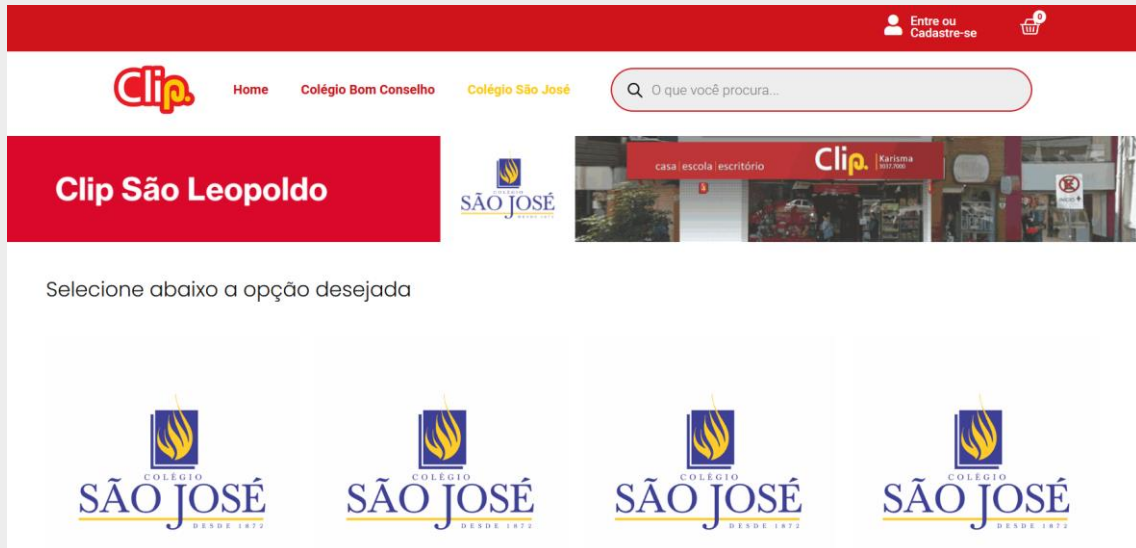 Entre ou
Cadastre-se
0
Clip.
Home
Colégio Bom Conselho
Colégio São José
O que você procura...
Clip São Leopoldo
COLÉGIO
SÃO JOSÉ
DESDE 1872
casa escola escritório
Clip.
Karisma
Selecione abaixo a opção desejada
COLÉGIO
SÃO JOSÉ
DESDE 1872
COLÉGIO
SÃO JOSÉ
DESDE 1872
COLÉGIO
SÃO JOSÉ
DESDE 1872
COLÉGIO
SÃO JOSÉ
DESDE 1872